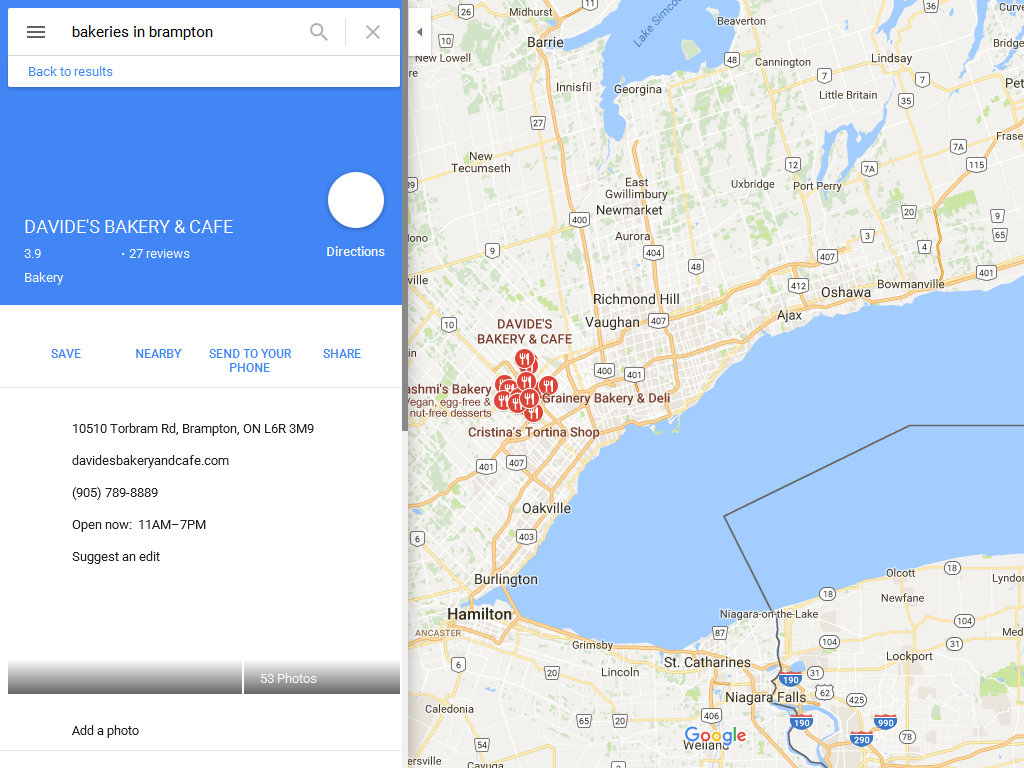 bakeries in brampton
Back to results
DAVIDE'S BAKERY & CAFE
3.9 · 27 reviews
Bakery
Directions
SAVE
NEARBY
SEND TO YOUR
PHONE
SHARE
10510 Torbram Rd, Brampton, ON L6R 3M9
davidesbakeryandcafe.com
(905) 789-8889
Open now: 11AM–7PM
Suggest an edit
53 Photos
Add a photo
26
Midhurst
11
Lake Simcoe
Beaverton
36
10
Barrie
New Lowell
48
Cannington
Lindsay
7
7
Innisfil
Georgina
Little Britain
35
27
New
Tecumseth
7A
12
7A
115
East
Gwillimbury
Uxbridge
Port Perry
Newmarket
400
20
9
65
Aurora
3
9
404
4
407
48
401
412
Bowmanville
Oshawa
Richmond Hill
Ajax
10
Vaughan
407
DAVIDE'S
BAKERY & CAFE
400
401
ashmi's Bakery
Vegan, egg-free &
nut-free desserts
Grainery Bakery & Deli
Cristina's Tortina Shop
401
407
Oakville
6
403
Burlington
Olcott
18
18
Newfane
Hamilton
Niagara-on-the-Lake
104
ANCASTER
87
104
31
Grimsby
Lockport
6
St. Catharines
20
Lincoln
190
31
62
Niagara Falls
425
Caledonia
65
20
406
190
990
54
Google
Welland
290
78
Cayuga